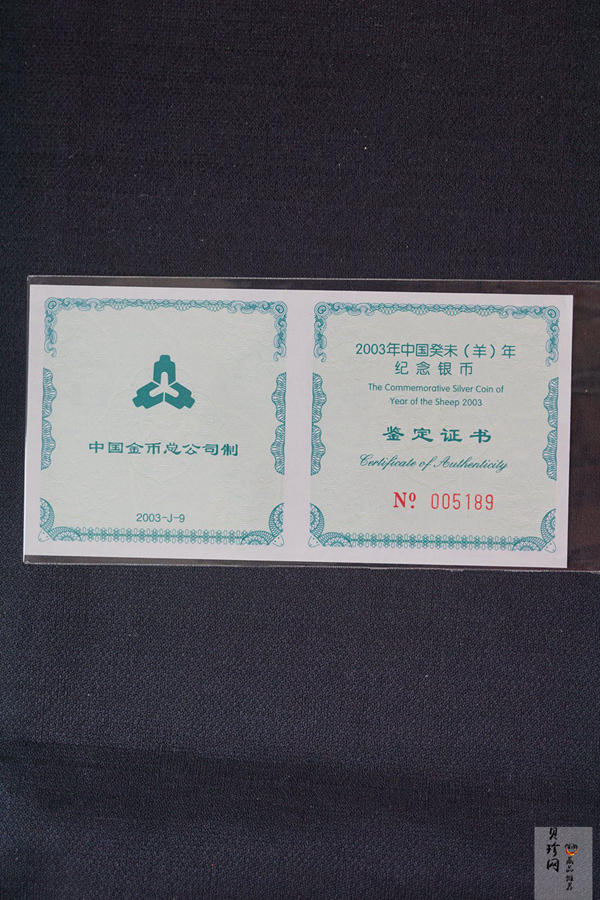 中国金币总公司制
2003-J-9
2003年中国癸未（羊）年
纪念银币
The Commemorative Silver Coin of
Year of the Sheep 2003
鉴定证书
Certificate of Authenticity
Nº 005189
贝珍网